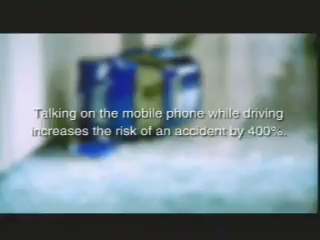 Talking on the mobile phone while driving
increases the risk of an accident by 400%.